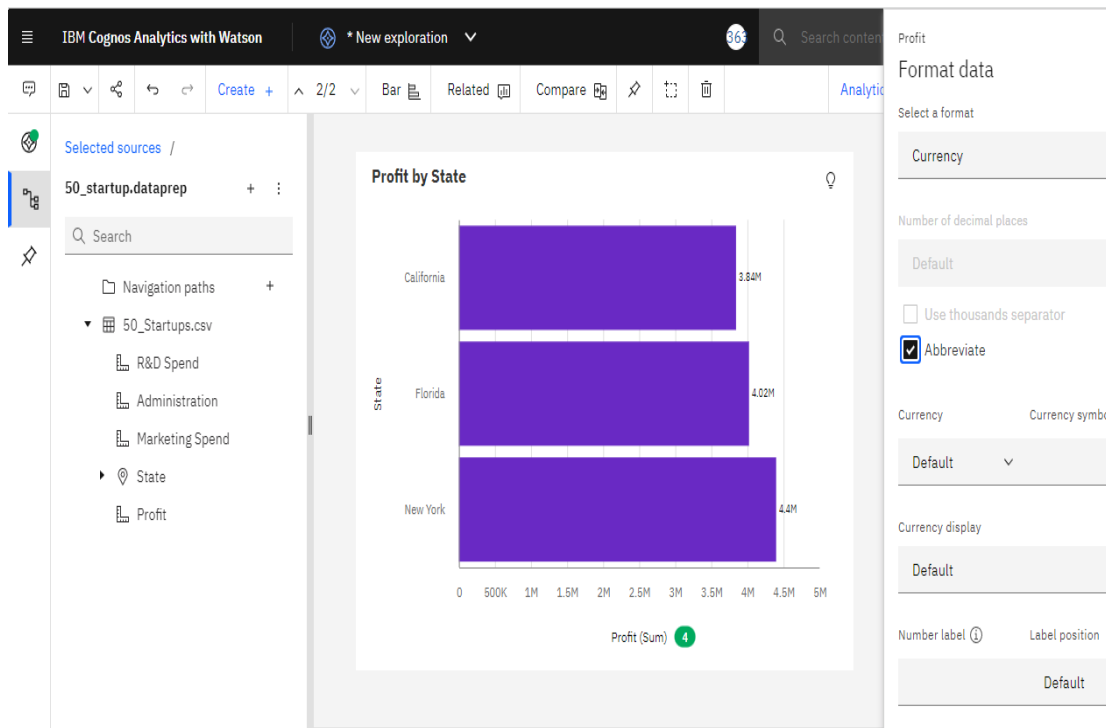 IBM Cognos Analytics with Watson
* New exploration
363
Search conten
Create +
2/2
Bar
Related
Compare
Analytic
Selected sources /
50_startup.dataprep
Search
Navigation paths
50_Startups.csv
R&D Spend
Administration
Marketing Spend
State
Profit
Profit by State
State
California
3.84M
Florida
4.02M
New York
4.4M
0 500K 1M 1.5M 2M 2.5M 3M 3.5M 4M 4.5M 5M
Profit (Sum) 4
Profit
Format data
Select a format
Currency
Number of decimal places
Default
Use thousands separator
Abbreviate
Currency Currency symbo
Default
Currency display
Default
Number label Label position
Default